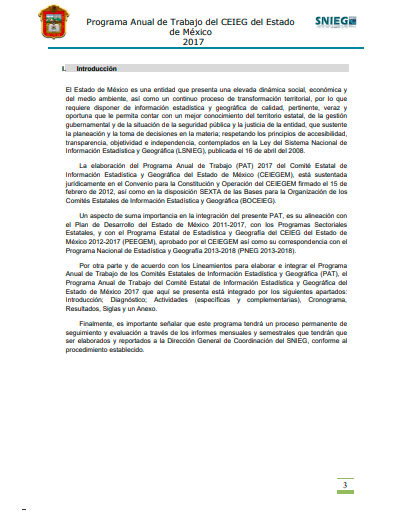 Programa Anual de Trabajo del CEIEG del Estado
de México
2017
SNIEG
I. Introducción
El Estado de México es una entidad que presenta una elevada dinámica social, económica y
del medio ambiente, así como un continuo proceso de transformación territorial, por lo que
requiere disponer de información estadística y geográfica de calidad, pertinente, veraz y
oportuna que le permita contar con un mejor conocimiento del territorio estatal, de la gestión
gubernamental y de la situación de la seguridad pública y la justicia de la entidad, que sustente
la planeación y la toma de decisiones en la materia; respetando los principios de accesibilidad,
transparencia, objetividad e independencia, contemplados en la Ley del Sistema Nacional de
Información Estadística y Geográfica (LSNIEG), publicada el 16 de abril del 2008.
La elaboración del Programa Anual de Trabajo (PAT) 2017 del Comité Estatal de
Información Estadística y Geográfica del Estado de México (CEIEGEM), está sustentada
jurídicamente en el Convenio para la Constitución y Operación del CEIEGEM firmado el 15 de
febrero de 2012, así como en la disposición SEXTA de las Bases para la Organización de los
Comités Estatales de Información Estadística y Geográfica (BOCEIEG).
Un aspecto de suma importancia en la integración del presente PAT, es su alineación con
el Plan de Desarrollo del Estado de México 2011-2017, con los Programas Sectoriales
Estatales, y con el Programa Estatal de Estadística y Geografía del CEIEG del Estado de
México 2012-2017 (PEEGEM), aprobado por el CEIEGEM así como su correspondencia con el
Programa Nacional de Estadística y Geografía 2013-2018 (PNEG 2013-2018).
Por otra parte y de acuerdo con los Lineamientos para elaborar e integrar el Programa
Anual de Trabajo de los Comités Estatales de Información Estadística y Geográfica (PAT), el
Programa Anual de Trabajo del Comité Estatal de Información Estadística y Geográfica del
Estado de México 2017 que aquí se presenta está integrado por los siguientes apartados:
Introducción; Diagnóstico; Actividades (específicas y complementarias), Cronograma,
Resultados, Siglas y un Anexo.
Finalmente, es importante señalar que este programa tendrá un proceso permanente de
seguimiento y evaluación a través de los informes mensuales y semestrales que tendrán que
ser elaborados y reportados a la Dirección General de Coordinación del SNIEG, conforme al
procedimiento establecido.
3